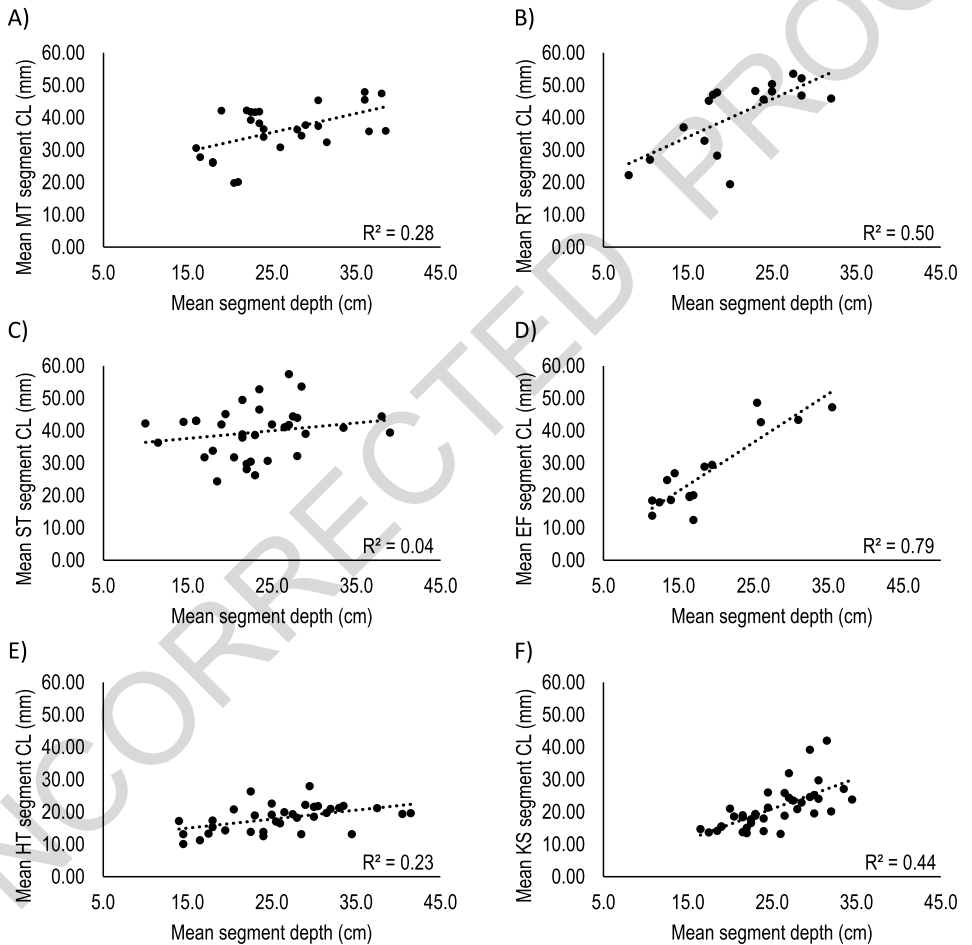 A)
Mean MT segment CL (mm)
60.00
50.00
40.00
30.00
20.00
10.00
0.00
R² = 0.28
5.0 15.0 25.0 35.0 45.0
Mean segment depth (cm)
B)
Mean RT segment CL (mm)
60.00
50.00
40.00
30.00
20.00
10.00
0.00
R² = 0.50
5.0 15.0 25.0 35.0 45.0
Mean segment depth (cm)
C)
Mean ST segment CL (mm)
60.00
50.00
40.00
30.00
20.00
10.00
0.00
R² = 0.04
5.0 15.0 25.0 35.0 45.0
Mean segment depth (cm)
D)
Mean EF segment CL (mm)
60.00
50.00
40.00
30.00
20.00
10.00
0.00
R² = 0.79
5.0 15.0 25.0 35.0 45.0
Mean segment depth (cm)
E)
Mean HT segment CL (mm)
60.00
50.00
40.00
30.00
20.00
10.00
0.00
R² = 0.23
5.0 15.0 25.0 35.0 45.0
Mean segment depth (cm)
F)
Mean KS segment CL (mm)
60.00
50.00
40.00
30.00
20.00
10.00
0.00
R² = 0.44
5.0 15.0 25.0 35.0 45.0
Mean segment depth (cm)
NCORRECTED PROO